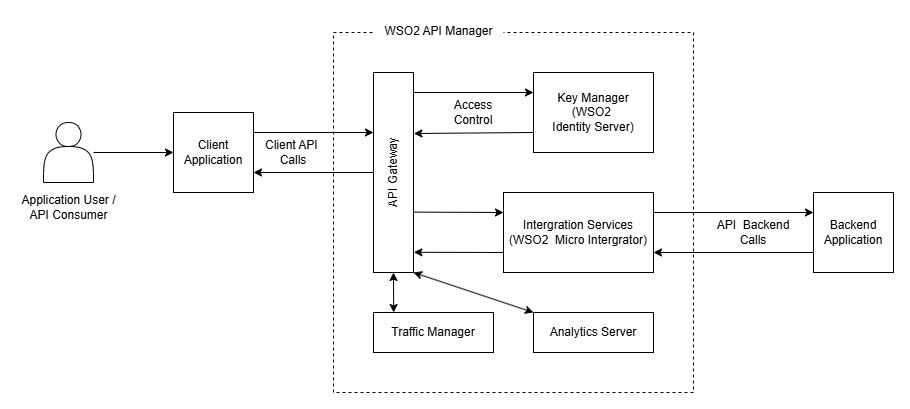 WSO2 API Manager
Application User /
API Consumer
Client
Application
Client API
Calls
API Gateway
Access
Control
Key Manager
(WSO2
Identity Server)
Intergration Services
(WSO2  Micro Intergrator)
API  Backend
Calls
Backend
Application
Traffic Manager
Analytics Server